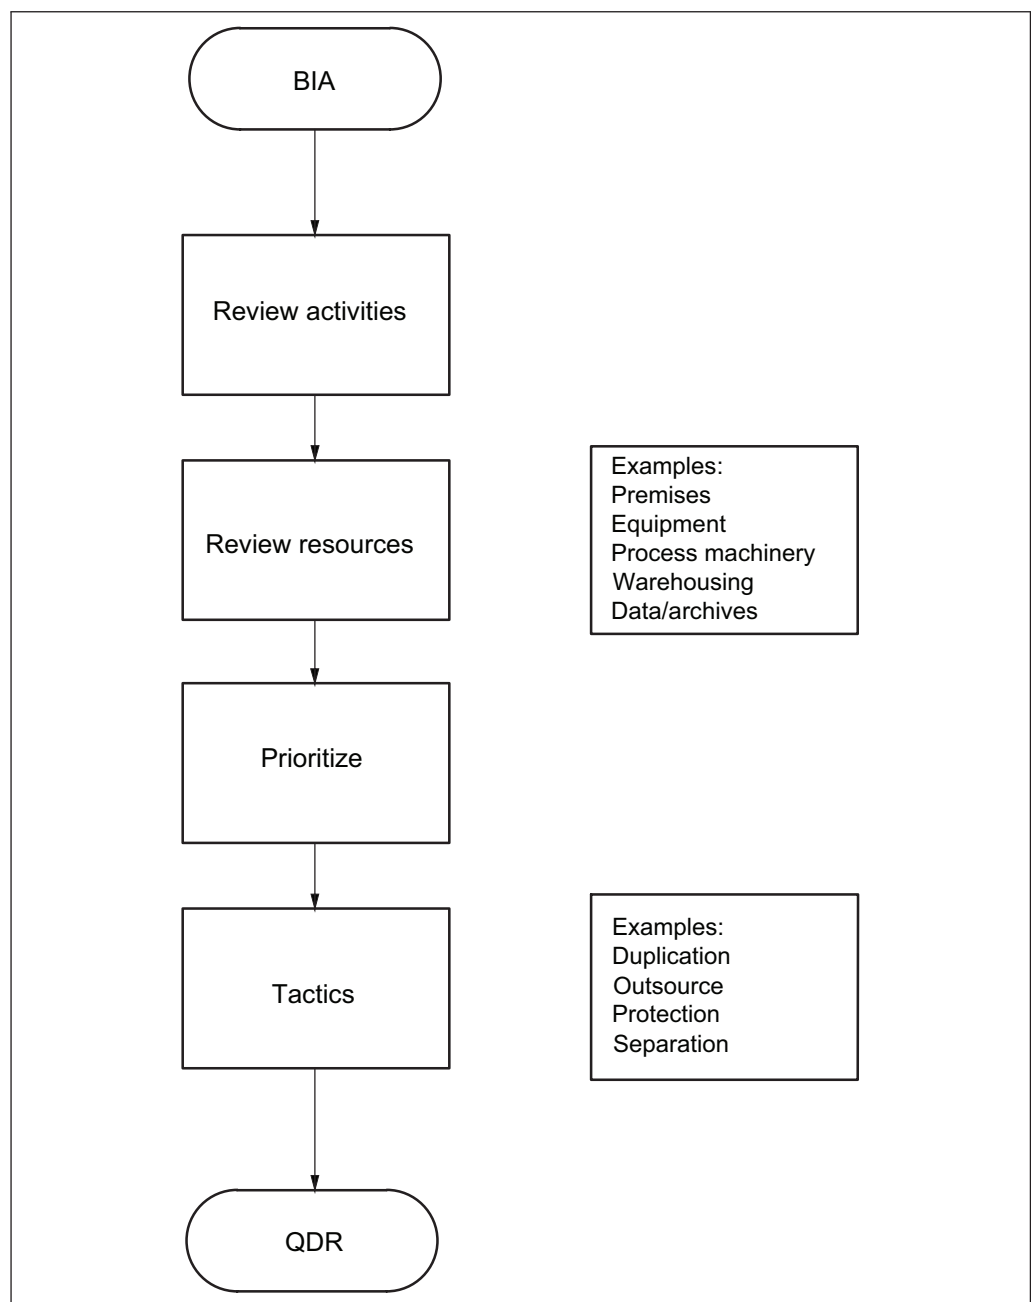 BIA
Review activities
Review resources
Examples:
Premises
Equipment
Process machinery
Warehousing
Data/archives
Prioritize
Tactics
Examples:
Duplication
Outsource
Protection
Separation
QDR